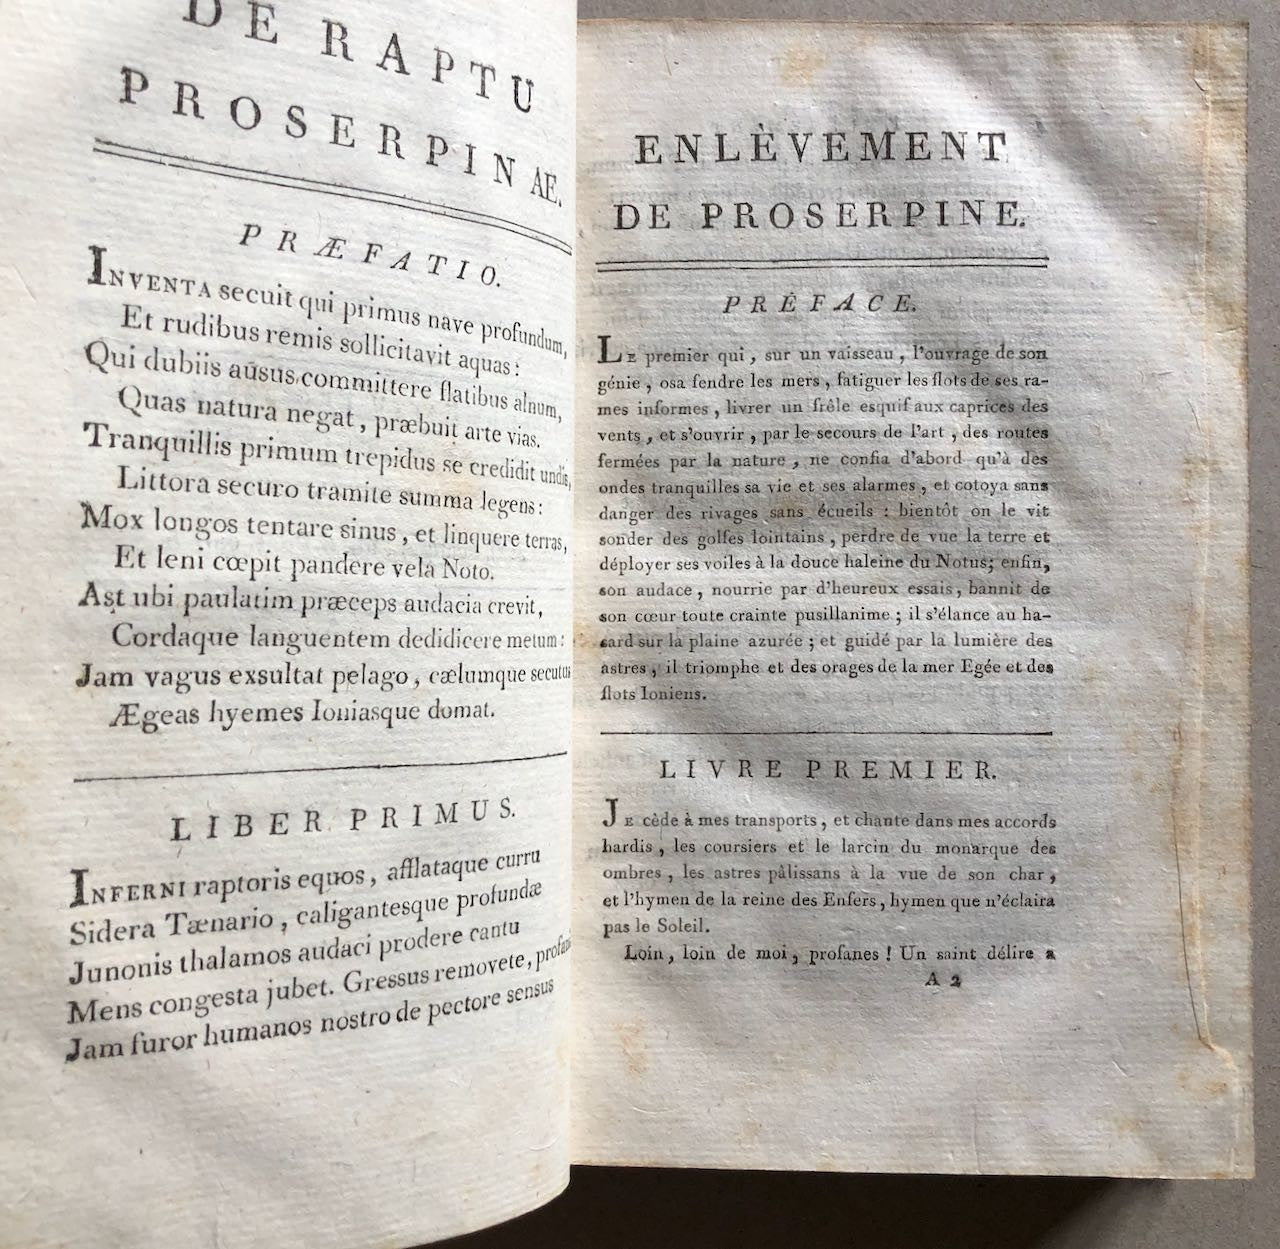 DE RAPTU
PROSERPINAE.
PRÆFATIO.
INVENTA secuit qui primus nave profundum,
Et rudibus remis sollicitavit aquas:
Qui dubiis ausus committere flatibus alnum,
Quas natura negat, præbuit arte vias.
Tranquillis primum trepidus se credidit undis,
Littora securo tramite summa legens:
Mox longos tentare sinus, et linquere terras,
Et leni cœpit pandere vela Noto.
Ast ubi paulatim præceps audacia crevit,
Cordaque languentem dedidicere metum:
Jam vagus exsultat pelago, cælumque secutus
Ægeas hyemes Ioniasque domat.
LIBER PRIMUS.
INFERNI raptoris equos, afflataque curru
Sidera Tænario, caligantesque profundæ
Junonis thalamos audaci prodere cantu
Mens congesta jubet. Gressus removete,
Jam furor humanos nostro de pectore sensus
ENLÈVEMENT
DE PROSERPINE.
PRÉFACE.
LE premier qui, sur un vaisseau, l'ouvrage de son
génie, osa fendre les mers, fatiguer les flots de ses ra-
mes informes, livrer un frêle esquif aux caprices des
vents, et s'ouvrir, par le secours de l'art, des routes
fermées par la nature, ne confia d'abord qu'à des
ondes tranquilles sa vie et ses alarmes, et cotoya sans
danger des rivages sans écueils: bientôt on le vit
sonder des golfes lointains, perdre de vue la terre et
déployer ses voiles à la douce haleine du Notus; enfin,
son audace, nourrie par d'heureux essais, bannit de
son cœur toute crainte pusillanime; il s'élance au ha-
sard sur la plaine azurée; et guidé par la lumière des
astres, il triomphe et des orages de la mer Egée et des
flots Ioniens.
LIVRE PREMIER.
JE cède à mes transports, et chante dans mes accords
hardis, les coursiers et le larcin du monarque des
ombres, les astres pâlissans à la vue de son char,
et l'hymen de la reine des Enfers, hymen que n'éclaira
pas le Soleil.
Loin, loin de moi, profanes! Un saint délire a
A 2